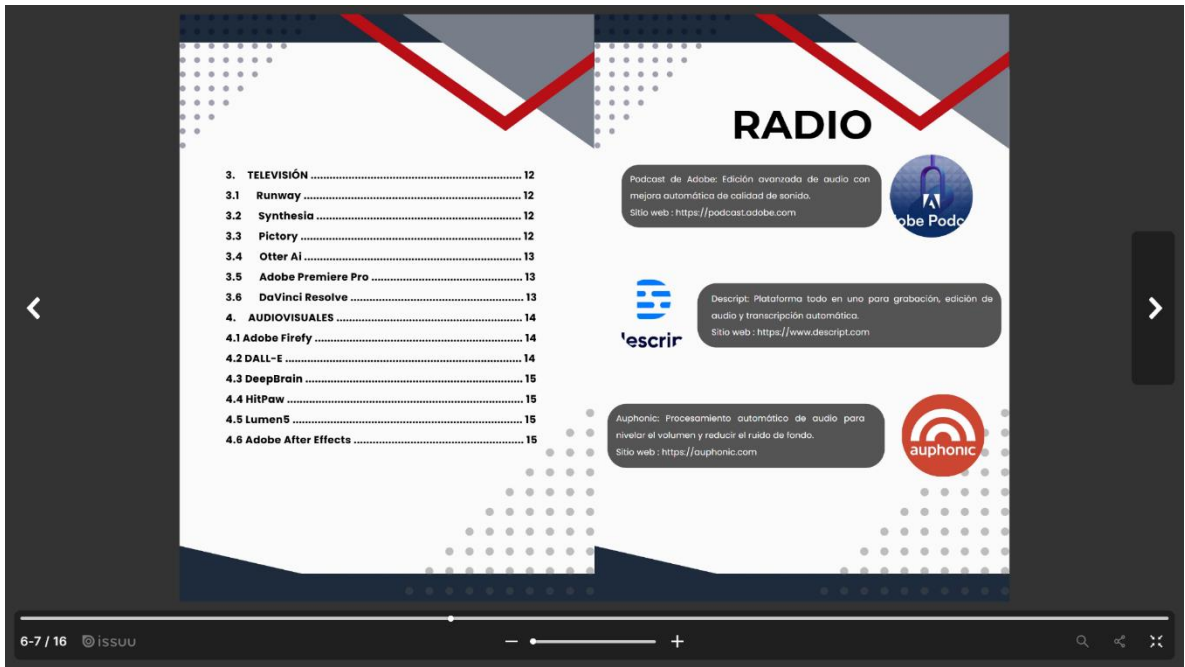 3. TELEVISIÓN ............ 12
3.1 Runway ............ 12
3.2 Synthesia ............ 12
3.3 Pictory ............ 12
3.4 Otter Ai ............ 13
3.5 Adobe Premiere Pro ............ 13
3.6 DaVinci Resolve ............ 13
4. AUDIOVISUALES ............ 14
4.1 Adobe Firefy ............ 14
4.2 DALL-E ............ 14
4.3 DeepBrain ............ 15
4.4 HitPaw ............ 15
4.5 Lumen5 ............ 15
4.6 Adobe After Effects ............ 15
RADIO
Podcast de Adobe: Edición avanzada de audio con
mejora automática de calidad de sonido.
Sitio web : https://podcast.adobe.com
obe Podc
Descript: Plataforma todo en uno para grabación, edición de
audio y transcripción automática.
Sitio web : https://www.descript.com
descrip
Auphonic: Procesamiento automático de audio para
nivelar el volumen y reducir el ruido de fondo.
Sitio web : https://auphonic.com
auphonic
6-7 / 16 issuu